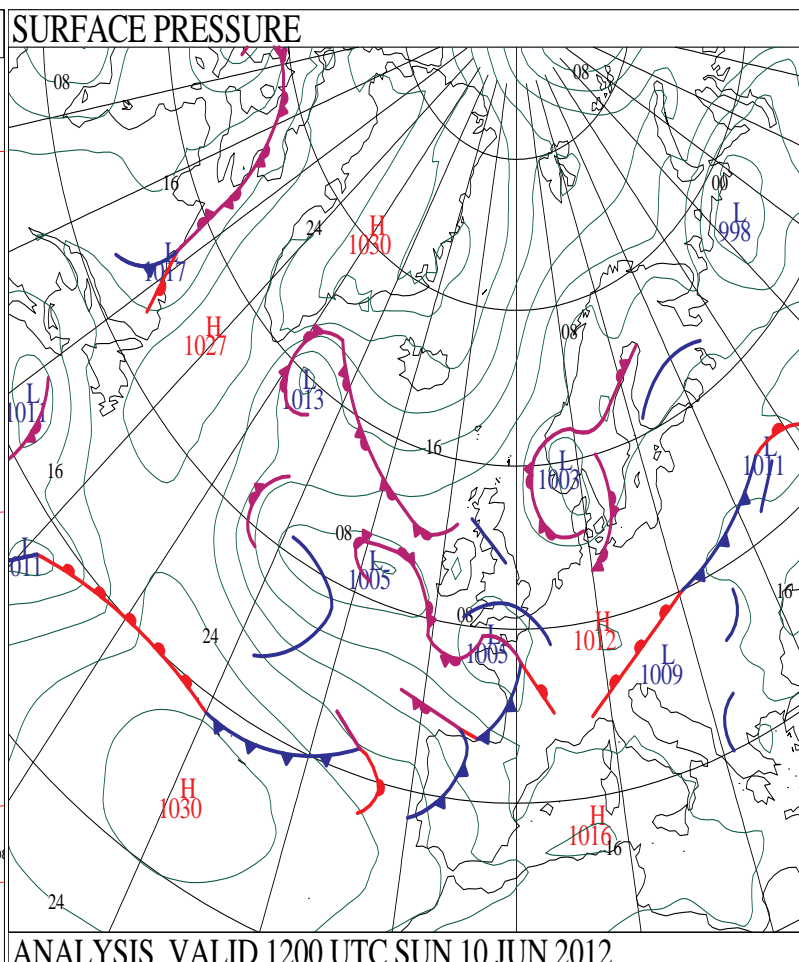 SURFACE PRESSURE
08
08
16
00
L
998
24
H
1030
L
1017
H
1027
08
L
1013
L
1011
16
16
L
1003
L
1011
08
L
1005
011
16
08
24
H
1012
L
1005
L
1009
H
1030
H
1016
16
24
ANALYSIS VALID 1200 UTC SUN 10 JUN 2012